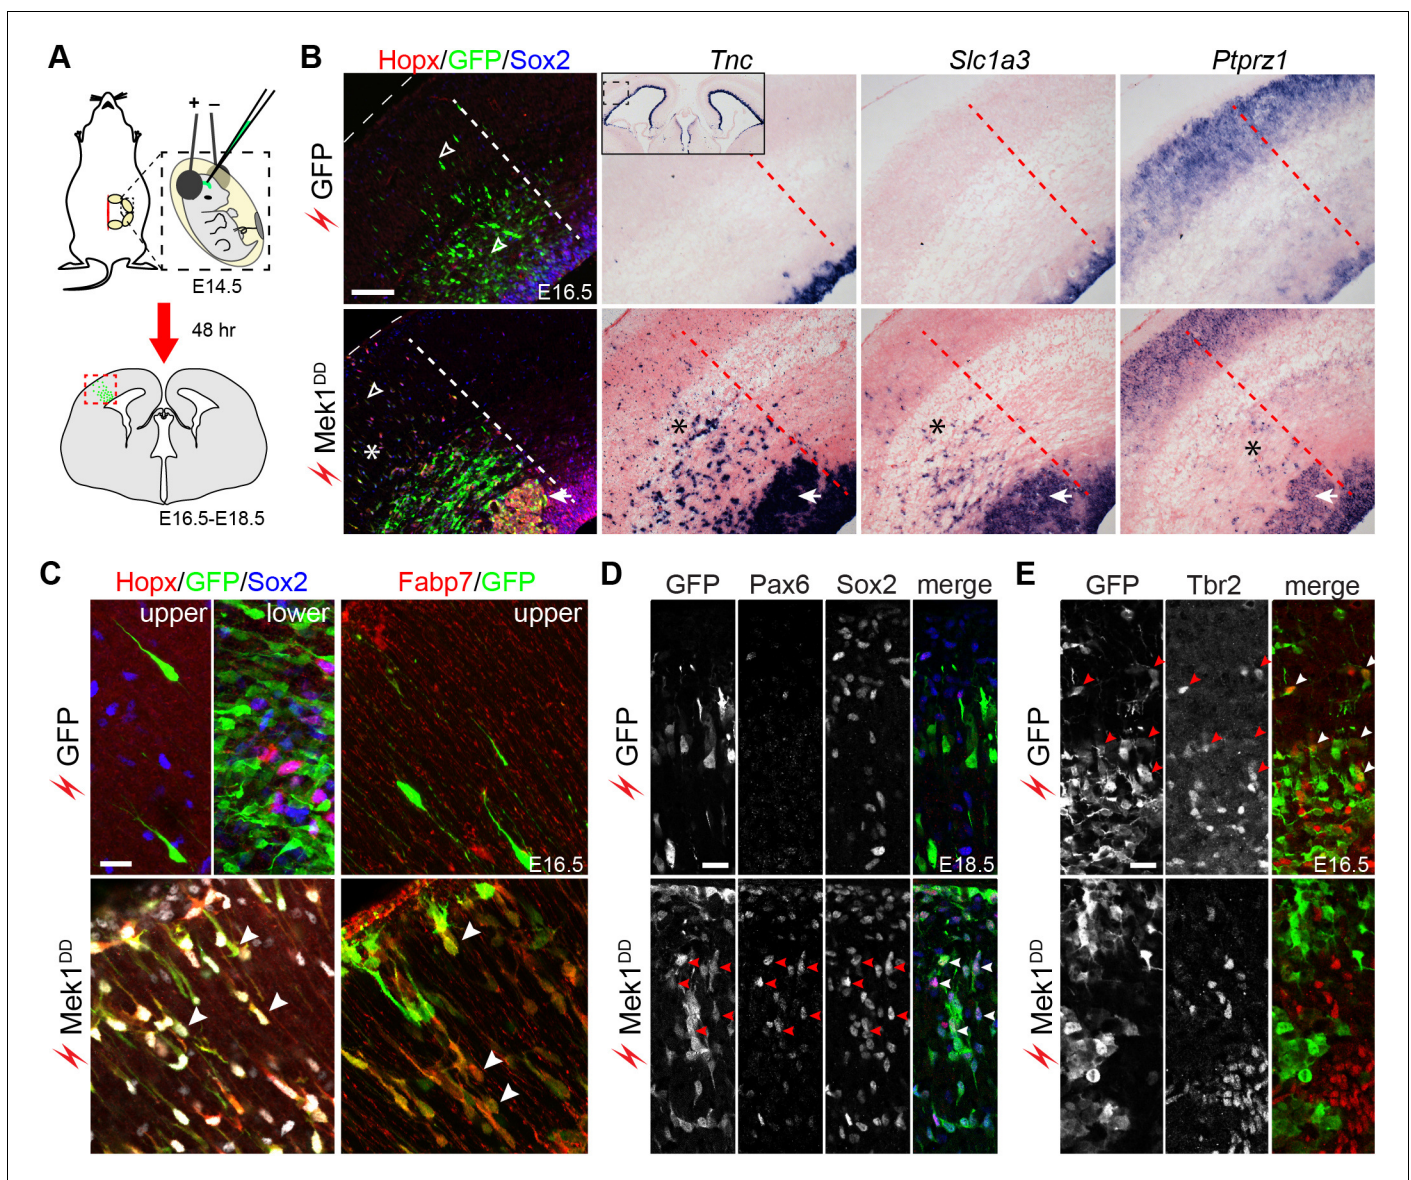 A
+ –
E14.5
48 hr
E16.5-E18.5
B
Hopx/GFP/Sox2
Tnc
Slc1a3
Ptprz1
GFP
E16.5
Mek1DD
*
*
*
*
C
Hopx/GFP/Sox2
Fabp7/GFP
upper
lower
upper
GFP
E16.5
Mek1DD
D
GFP
Pax6
Sox2
merge
GFP
E18.5
Mek1DD
E
GFP
Tbr2
merge
GFP
E16.5
Mek1DD